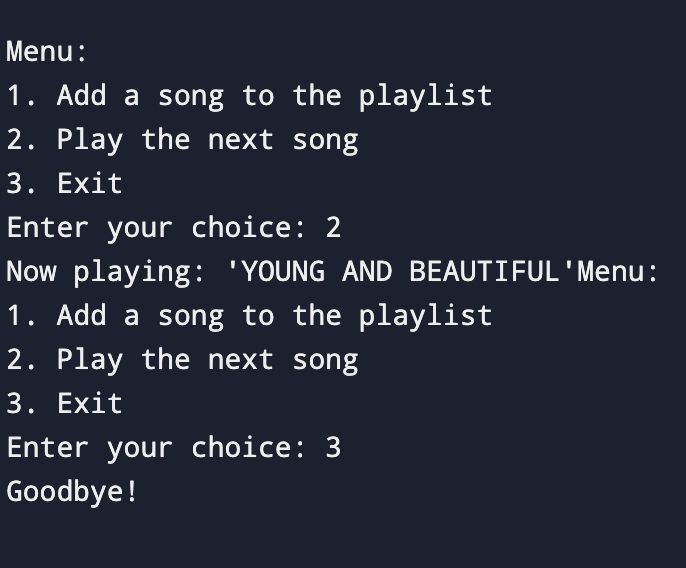 Menu:
1. Add a song to the playlist
2. Play the next song
3. Exit
Enter your choice: 2
Now playing: 'YOUNG AND BEAUTIFUL'Menu:
1. Add a song to the playlist
2. Play the next song
3. Exit
Enter your choice: 3
Goodbye!